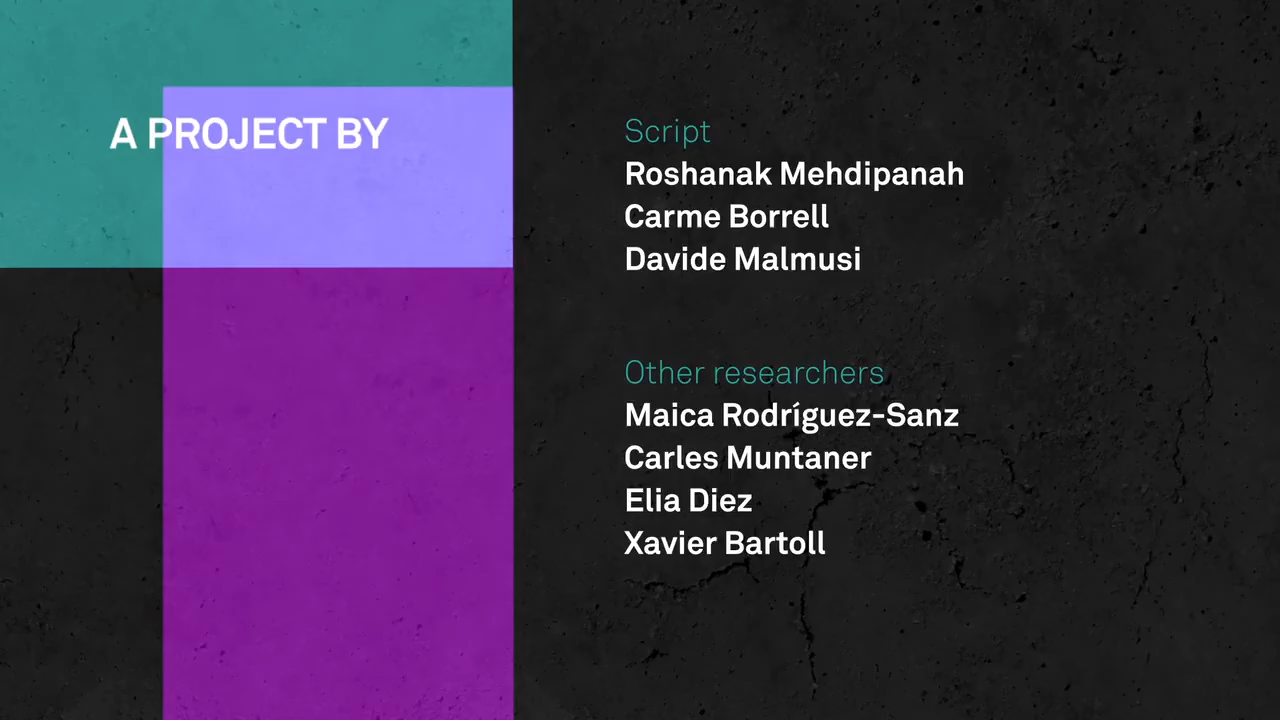 A PROJECT BY
Script
Roshanak Mehdipanah
Carme Borrell
Davide Malmusi
Other researchers
Maica Rodríguez-Sanz
Carles Muntaner
Elia Diez
Xavier Bartoll